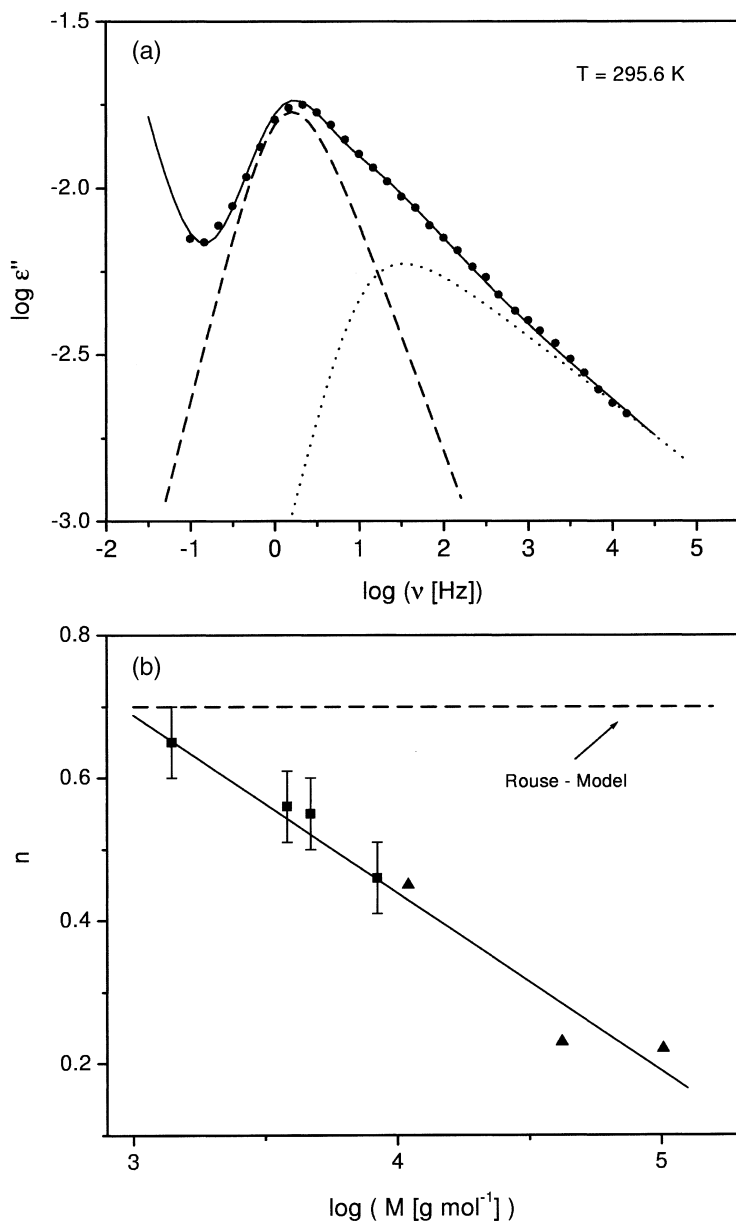 -1.5
(a)
T = 295.6 K
-2.0
log ε''
-2.5
-3.0
-2 -1 0 1 2 3 4 5
log (ν [Hz])
0.8
(b)
0.6
Rouse - Model
n
0.4
0.2
3 4 5
log ( M [g mol⁻¹] )